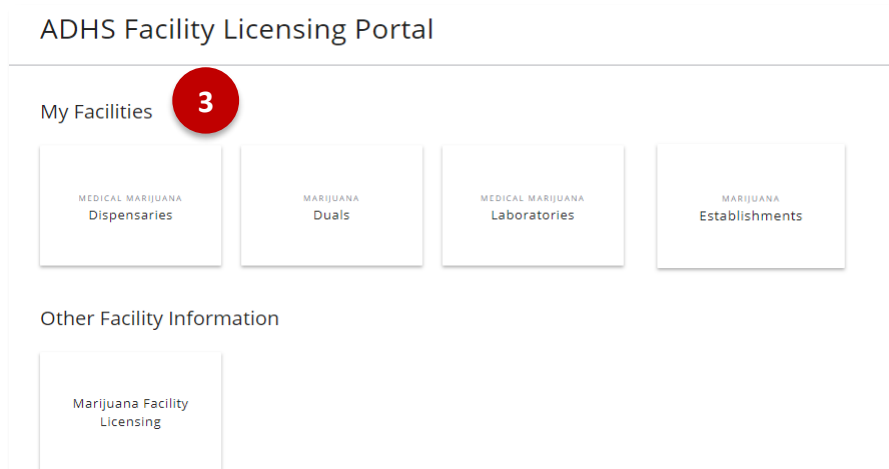 ADHS Facility Licensing Portal
My Facilities
3
MEDICAL MARIJUANA
Dispensaries
MARIJUANA
Duals
MEDICAL MARIJUANA
Laboratories
MARIJUANA
Establishments
Other Facility Information
Marijuana Facility
Licensing